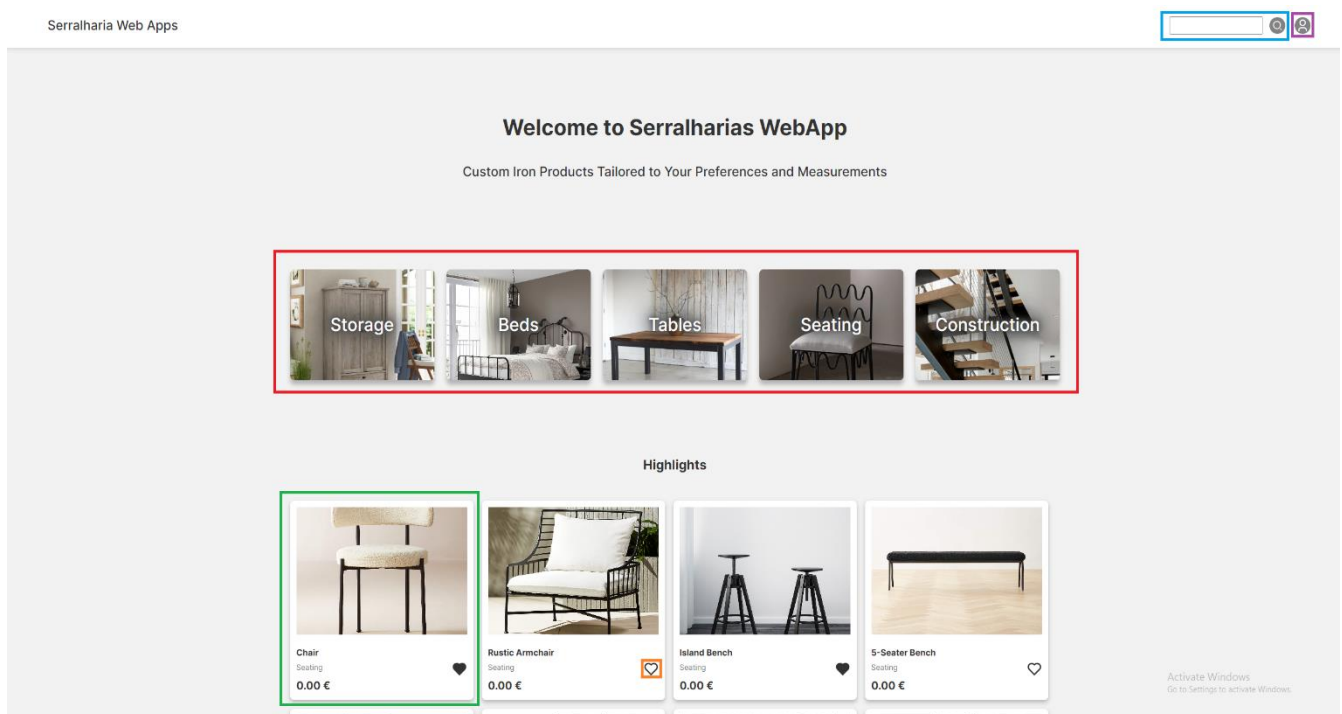 Serralharia Web Apps
Welcome to Serralharias WebApp
Custom Iron Products Tailored to Your Preferences and Measurements
Storage Beds Tables Seating Construction
Highlights
Chair Rustic Armchair Island Bench 5-Seater Bench
Seating Seating Seating Seating
0.00 € 0.00 € 0.00 € 0.00 €
Activate Windows
Go to Settings to activate Windows.